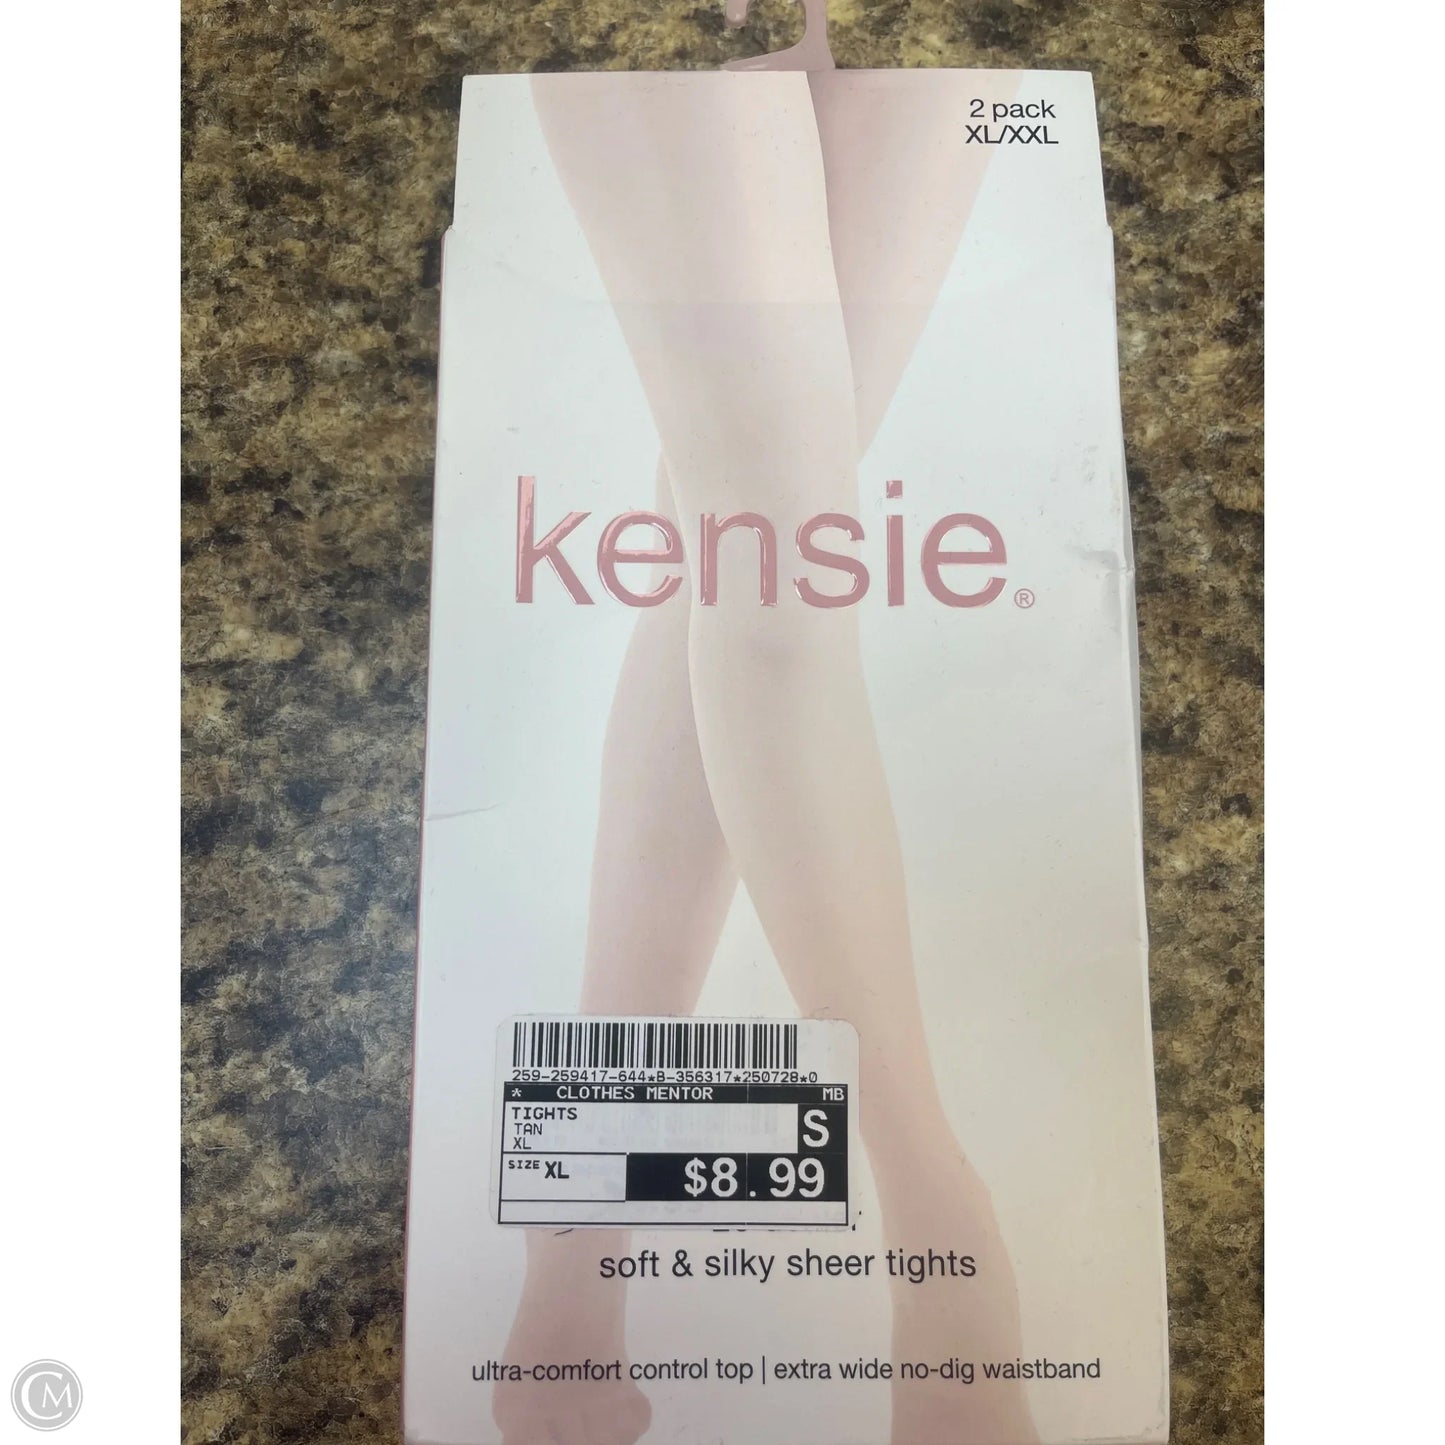 2 pack
XL/XXL
kensie®
259-259417-644*B-356317*250728*0
* CLOTHES MENTOR MB
TIGHTS
TAN
XL
S
SIZE XL
$8.99
soft & silky sheer tights
ultra-comfort control top | extra wide no-dig waistband
CM